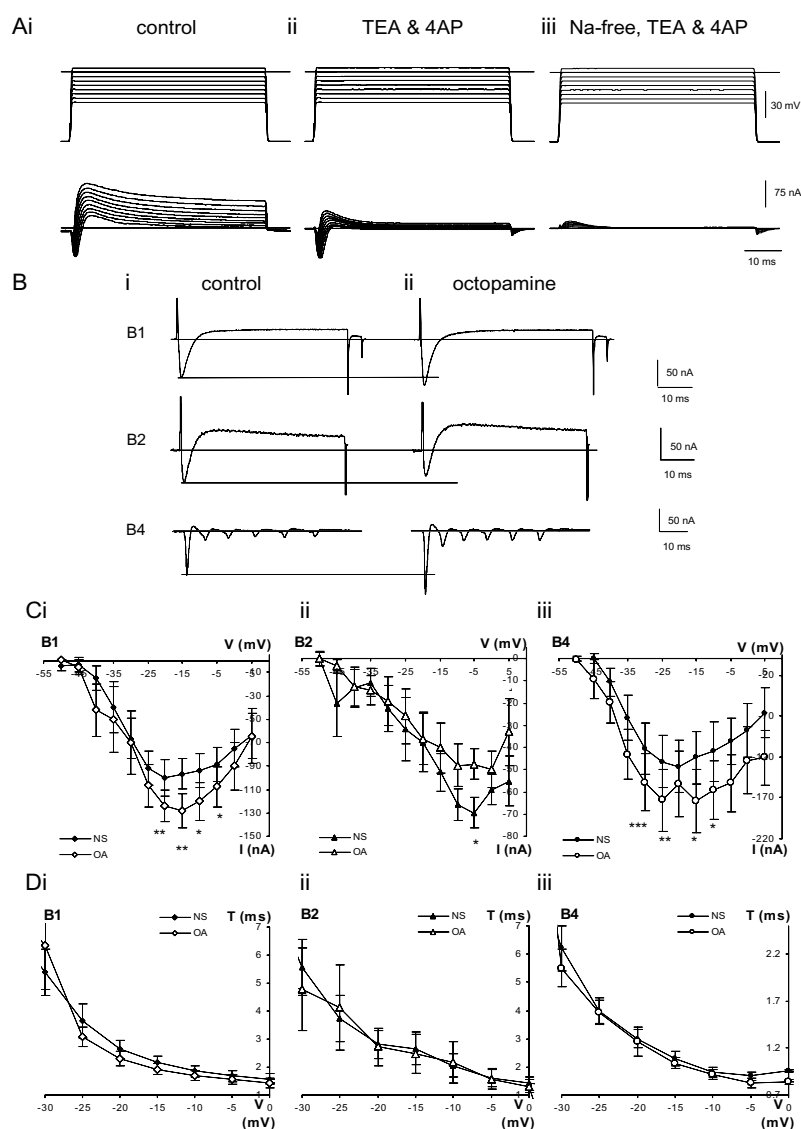 Ai control ii TEA & 4AP iii Na-free, TEA & 4AP
30 mV
75 nA
10 ms
B i control ii octopamine
B1
50 nA
10 ms
B2
50 nA
10 ms
B4
50 nA
10 ms
Ci ii iii
B1 V (mV) B2 V (mV) B4 V (mV)
-55 -35 -25 -15 -5
-30
-50
-70
-90
-110
-130
-150
I (nA)
** ** * *
NS
OA
-55 -45 -35 -25 -15 -5
0
-10
-20
-30
-40
-50
-60
-70
-80
I (nA)
*
NS
OA
-55 -45 -35 -25 -15
-20
-70
-170
-220
I (nA)
*** ** * *
NS
OA
Di ii iii
B1 NS OA T (ms)
7
6
5
4
3
2
1
-30 -25 -20 -15 -10 -5 0
V (mV)
B2 NS OA T (ms)
7
6
5
4
3
2
1
-30 -25 -20 -15 -10 -5 0
V (mV)
B4 NS OA T (ms)
2.2
1.7
1.2
0.7
-30 -25 -20 -15 -10 -5 0
V (mV)